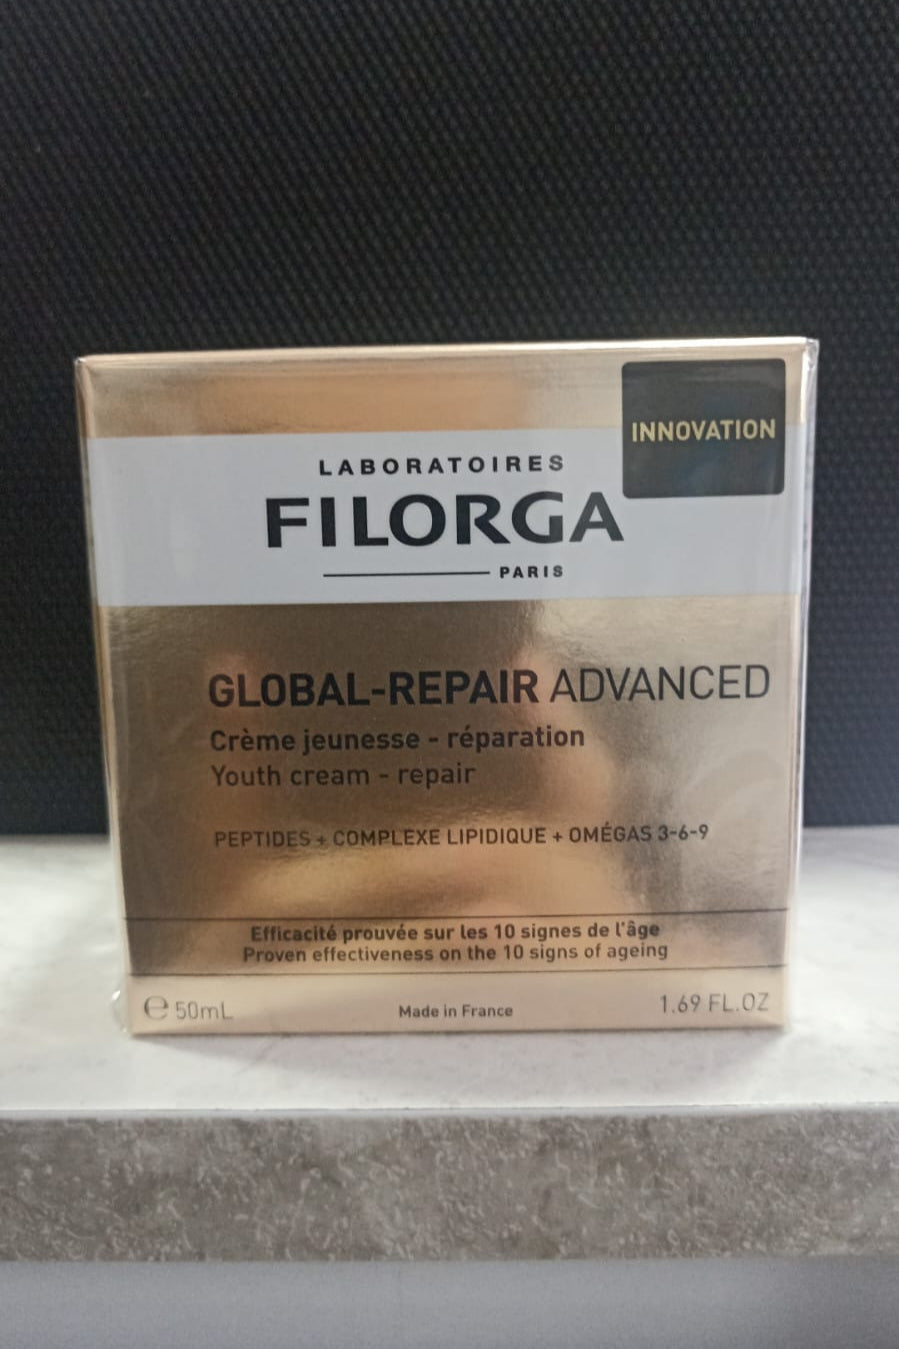 INNOVATION
LABORATOIRES
FILORGA
PARIS
GLOBAL-REPAIR ADVANCED
Crème jeunesse - réparation
Youth cream - repair
PEPTIDES + COMPLEXE LIPIDIQUE + OMÉGAS 3-6-9
Efficacité prouvée sur les 10 signes de l'âge
Proven effectiveness on the 10 signs of ageing
℮ 50mL Made in France 1.69 FL.OZ